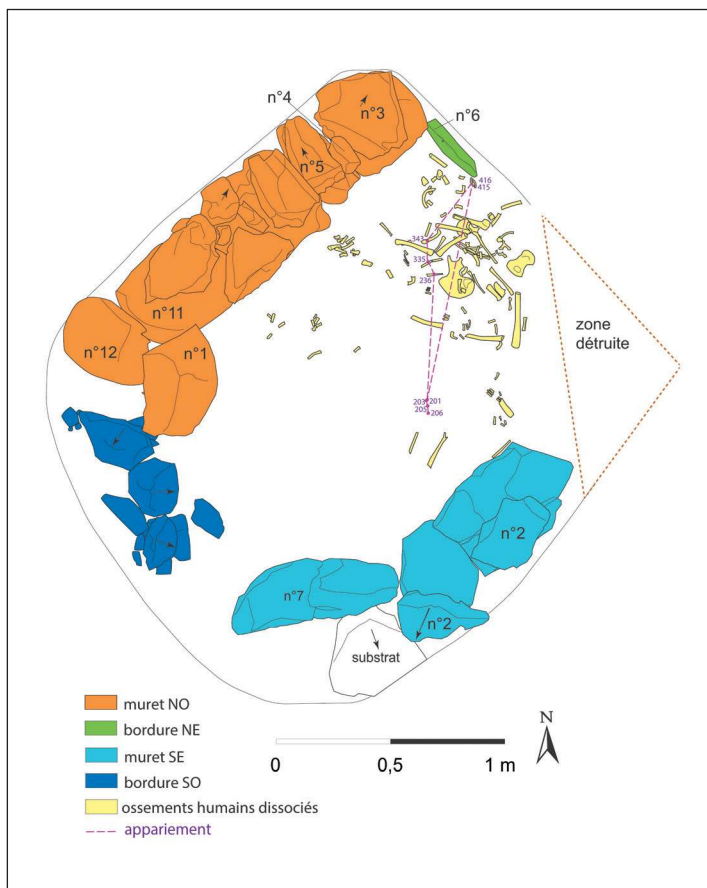 n°4
n°3
n°6
n°5
416
415
343
335
236
n°11
zone
détruite
n°12
n°1
203 201
205 206
n°2
n°7
n°2
substrat
muret NO
bordure NE
muret SE
bordure SO
ossements humains dissociés
appariement
N
0 0,5 1 m